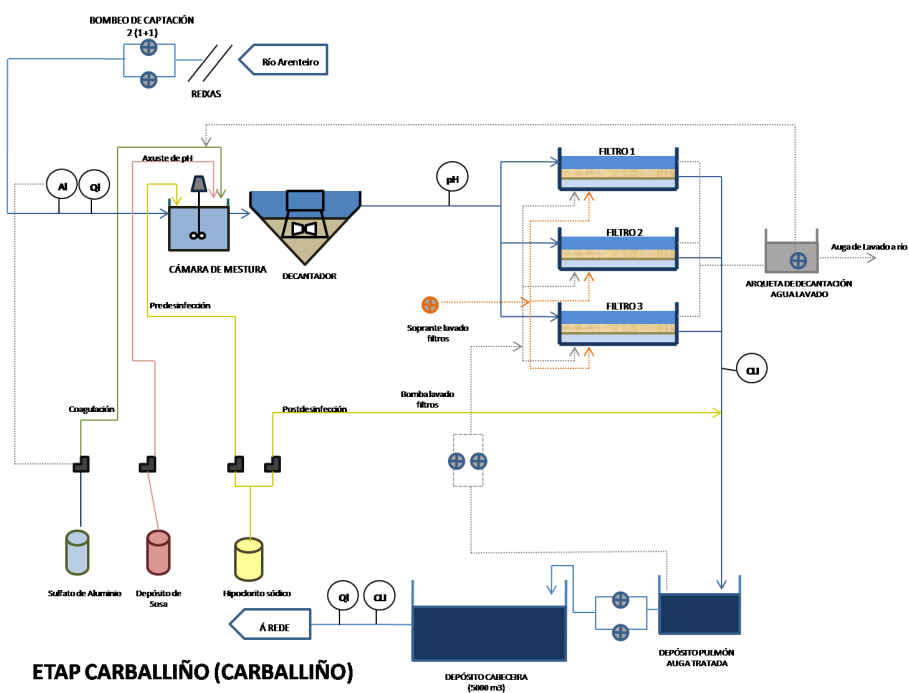 BOMBEO DE CAPTACIÓN
2 (1+1)
Río Arenteiro
REIXAS
Axuste de pH
AI
QI
pH
FILTRO 1
FILTRO 2
FILTRO 3
CÁMARA DE MESTURA
DECANTADOR
Auga de Lavado a río
ARQUETA DE DECANTACIÓN
AGUA LAVADO
Predesinfección
Soprante lavado
filtros
CLI
Coagulación
Postdesinfección
Bomba lavado
filtros
Sulfato de Aluminio
Depósito de
Sosa
Hipoclorito sódico
QI
CLI
Á REDE
DEPÓSITO PULMÓN
AUGA TRATADA
DEPÓSITO CABECEIRA
(5000 m3)
ETAP CARBALLIÑO (CARBALLIÑO)